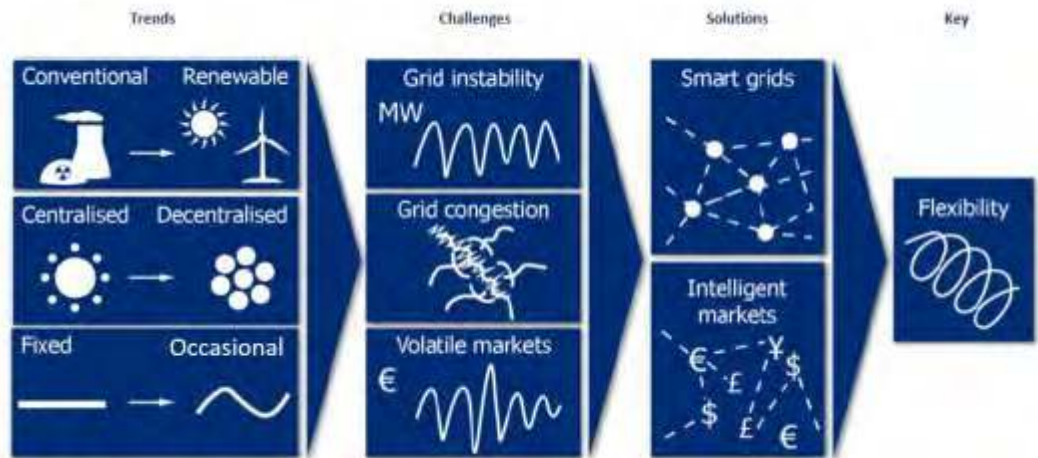 Trends
Challenges
Solutions
Key
Conventional
Renewable
Centralised
Decentralised
Fixed
Occasional
Grid instability
MW
Grid congestion
Volatile markets
€
Smart grids
Intelligent
markets
€
¥
$
£
$
£
€
Flexibility